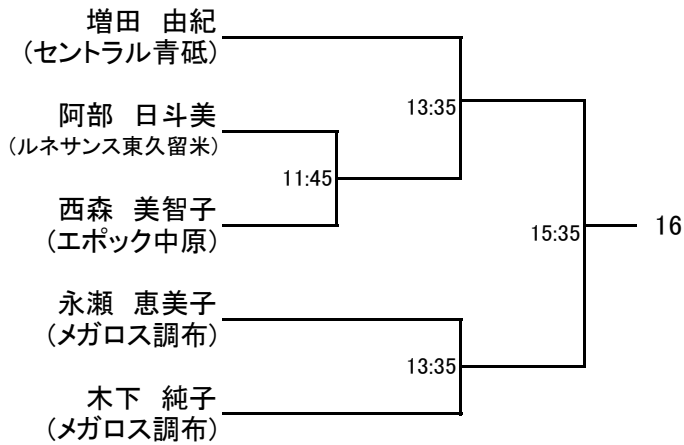 増田　由紀
(セントラル青砥)
13:35
阿部　日斗美
(ルネサンス東久留米)
11:45
西森　美智子
(エポック中原)
15:35
16
永瀬　恵美子
(メガロス調布)
13:35
木下　純子
(メガロス調布)